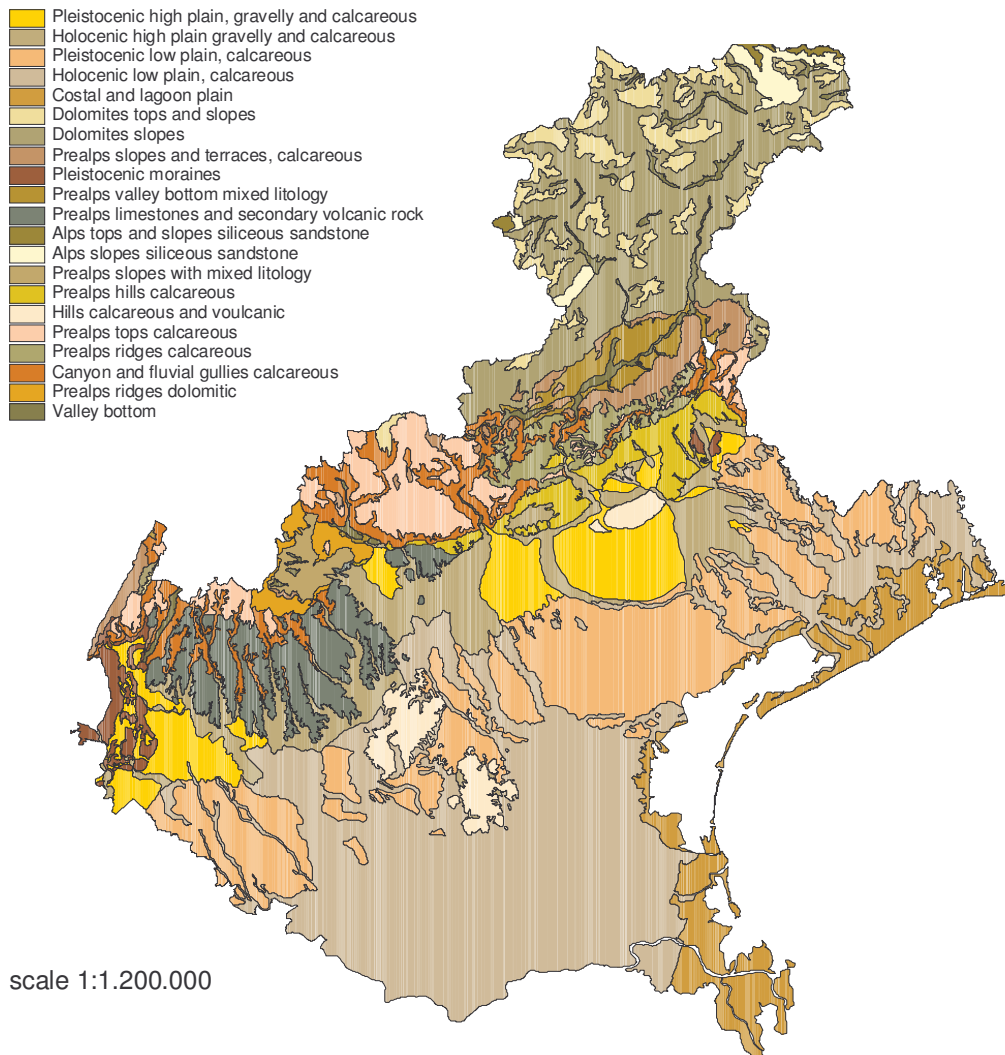 Pleistocenic high plain, gravelly and calcareous
Holocenic high plain gravelly and calcareous
Pleistocenic low plain, calcareous
Holocenic low plain, calcareous
Costal and lagoon plain
Dolomites tops and slopes
Dolomites slopes
Prealps slopes and terraces, calcareous
Pleistocenic moraines
Prealps valley bottom mixed litology
Prealps limestones and secondary volcanic rock
Alps tops and slopes siliceous sandstone
Alps slopes siliceous sandstone
Prealps slopes with mixed litology
Prealps hills calcareous
Hills calcareous and voulcanic
Prealps tops calcareous
Prealps ridges calcareous
Canyon and fluvial gullies calcareous
Prealps ridges dolomitic
Valley bottom
scale 1:1.200.000